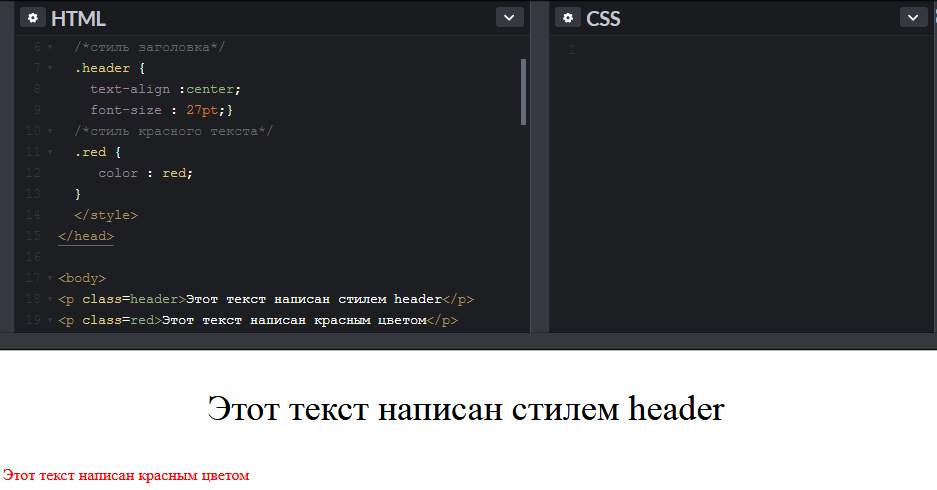 HTML
CSS
6 /*стиль заголовка*/
7 .header {
8 text-align :center;
9 font-size : 27pt;}
10 /*стиль красного текста*/
11 .red {
12 color : red;
13 }
14 </style>
15 </head>
16
17 <body>
18 <p class=header>Этот текст написан стилем header</p>
19 <p class=red>Этот текст написан красным цветом</p>
1
Этот текст написан стилем header
Этот текст написан красным цветом